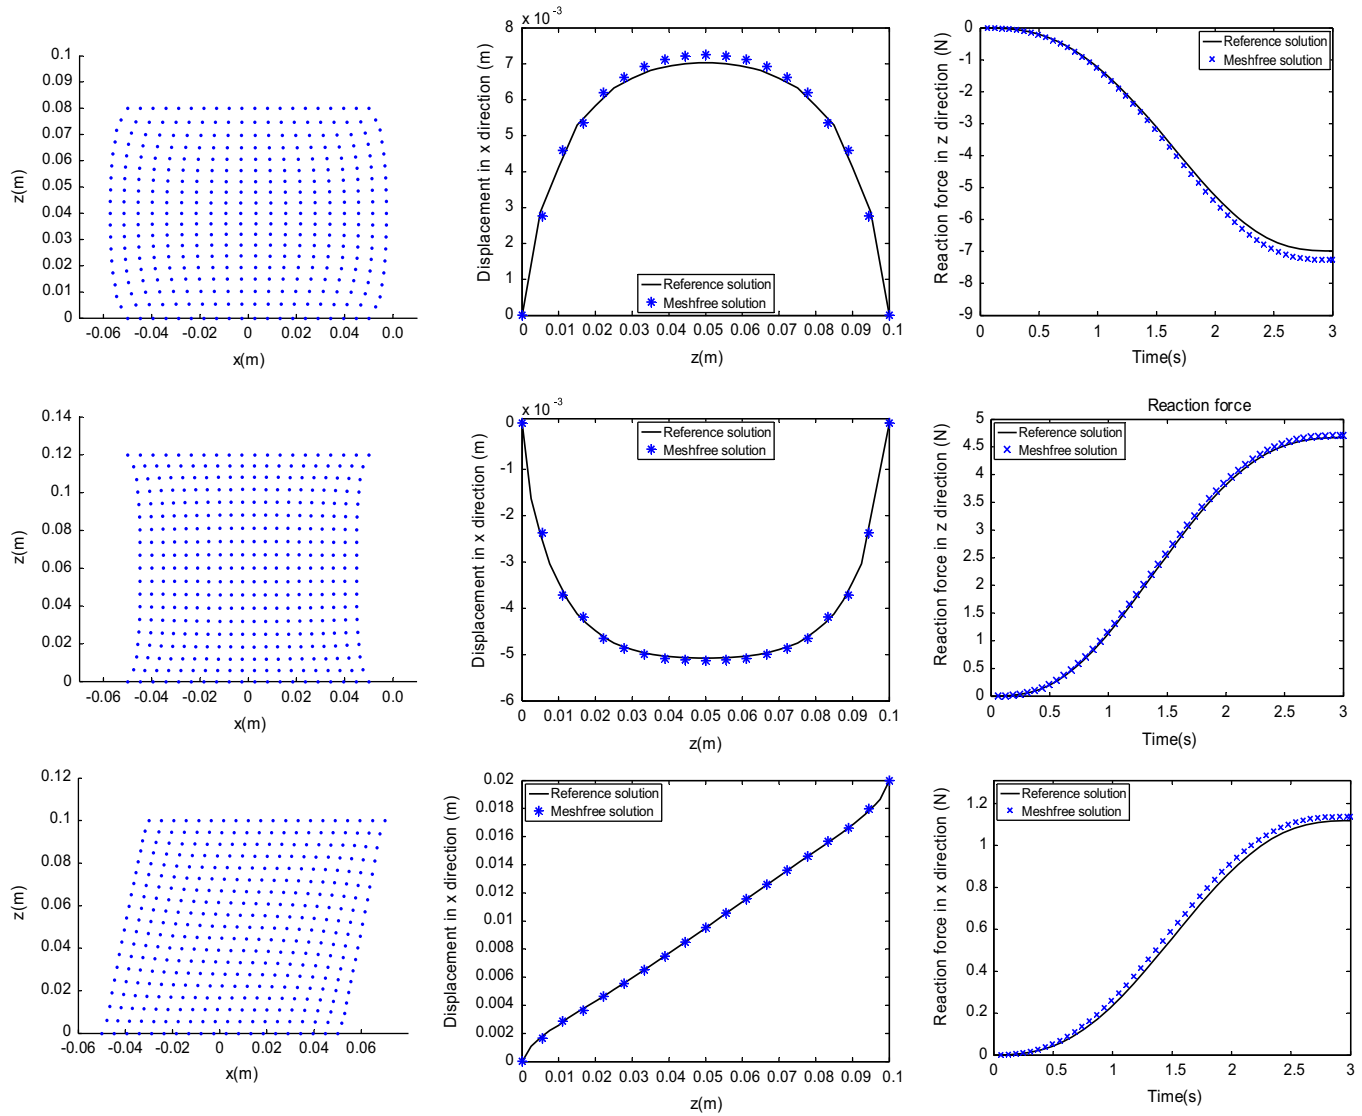 0.1
0.09
0.08
0.07
0.06
0.05
0.04
0.03
0.02
0.01
0
z(m)
-0.06 -0.04 -0.02 0 0.02 0.04 0.0
x(m)
x 10-3
8
7
6
5
4
3
2
1
0
Displacement in x direction (m)
Reference solution
Meshfree solution
0 0.01 0.02 0.03 0.04 0.05 0.06 0.07 0.08 0.09 0.1
z(m)
0
-1
-2
-3
-4
-5
-6
-7
-8
-9
Reaction force in z direction (N)
Reference solution
Meshfree solution
0 0.5 1 1.5 2 2.5 3
Time(s)
0.14
0.12
0.1
0.08
0.06
0.04
0.02
0
z(m)
-0.06 -0.04 -0.02 0 0.02 0.04 0.0
x(m)
x 10-3
0
-1
-2
-3
-4
-5
-6
Displacement in x direction (m)
Reference solution
Meshfree solution
0 0.01 0.02 0.03 0.04 0.05 0.06 0.07 0.08 0.09 0.1
z(m)
Reaction force
5
4.5
4
3.5
3
2.5
2
1.5
1
0.5
0
Reaction force in z direction (N)
Reference solution
Meshfree solution
0 0.5 1 1.5 2 2.5 3
Time(s)
0.12
0.1
0.08
0.06
0.04
0.02
0
z(m)
-0.06 -0.04 -0.02 0 0.02 0.04 0.06
x(m)
0.02
0.018
0.016
0.014
0.012
0.010
0.008
0.006
0.004
0.002
0
Displacement in x direction (m)
Reference solution
Meshfree solution
0 0.01 0.02 0.03 0.04 0.05 0.06 0.07 0.08 0.09 0.1
z(m)
1.2
1
0.8
0.6
0.4
0.2
0
Reaction force in x direction (N)
Reference solution
Meshfree solution
0 0.5 1 1.5 2 2.5 3
Time(s)